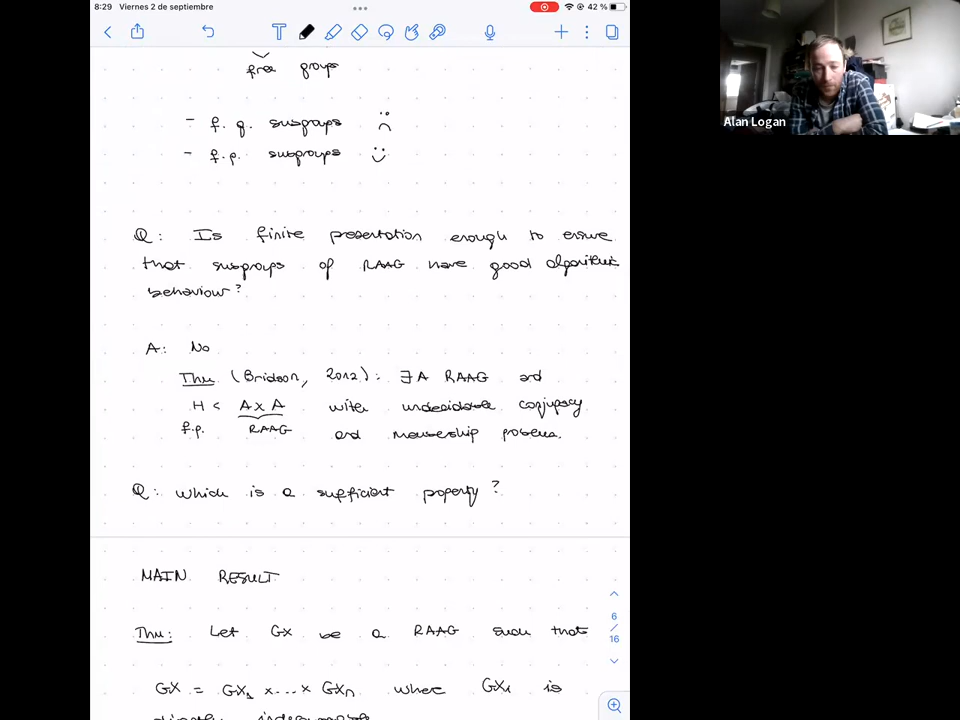 8:29 Viernes 2 de septiembre
42 %
free groups
- f. g. subgroups
- f.p. subgroups
Q: Is finite presentation enough to ensure
that subgroups of RAAG have good algorithmic
behaviour?
A: No
Thm (Bridson, 2012): ∃ A RAAG and
H < A x A with undecidable conjugacy
f.p. RAAG and membership problem.
Q: which is a sufficient property?
MAIN RESULT
Thm: Let GX be a RAAG such that
GX = GX₁ x...x GXn where GXi is
directly
6
/
16
Alan Logan